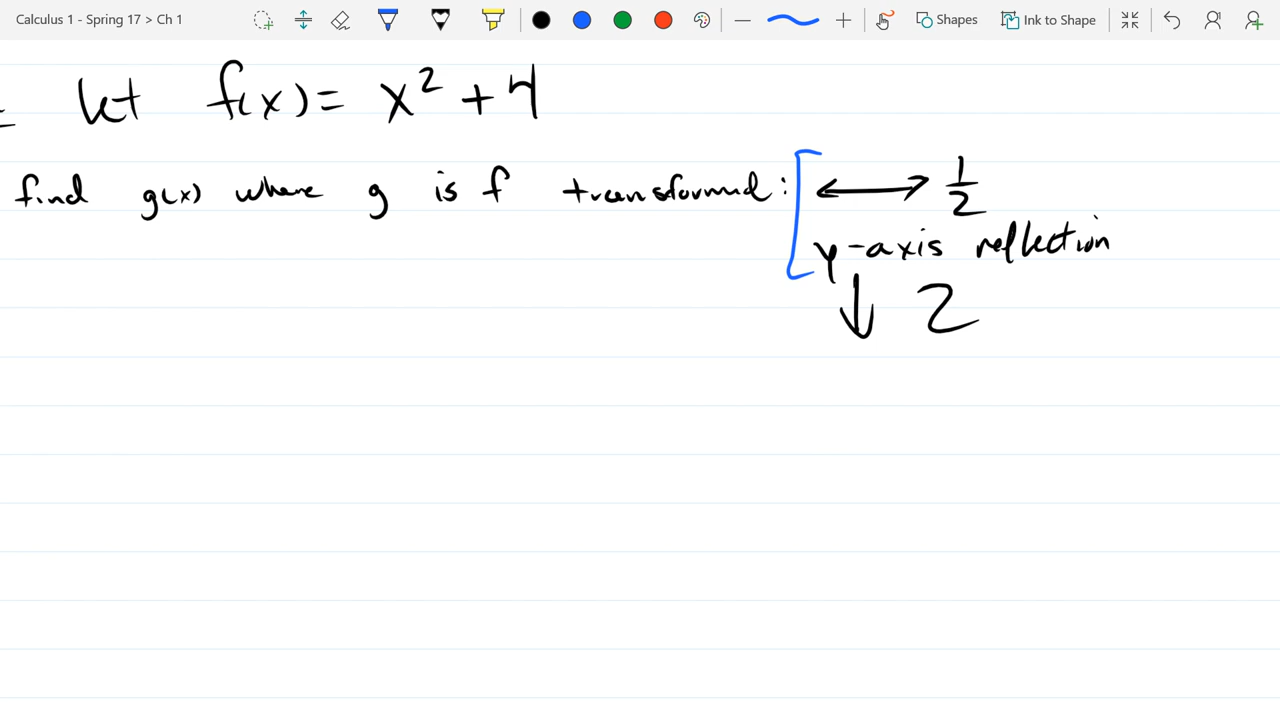 Calculus 1 - Spring 17 > Ch 1
Shapes
Ink to Shape
let f(x) = x² + 4
find g(x) where g is f transformed: ↔ 1/2
y-axis reflection
↓ 2